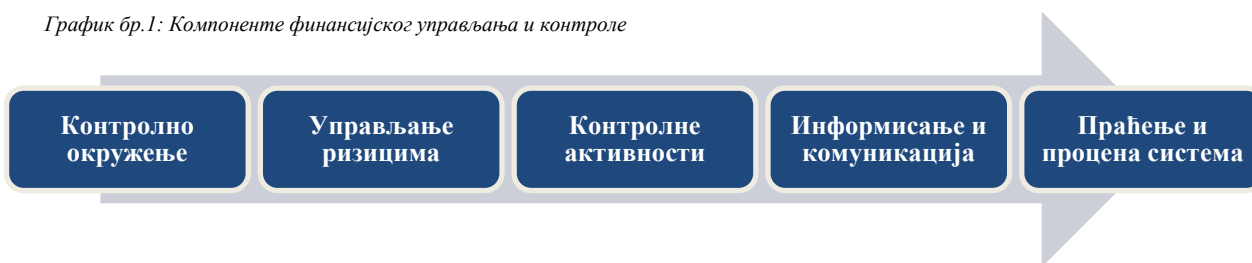 График бр.1: Компоненте финансијског управљања и контроле
Контролно
окружење
Управљање
ризицима
Контролне
активности
Информисање и
комуникација
Праћење и
процена система